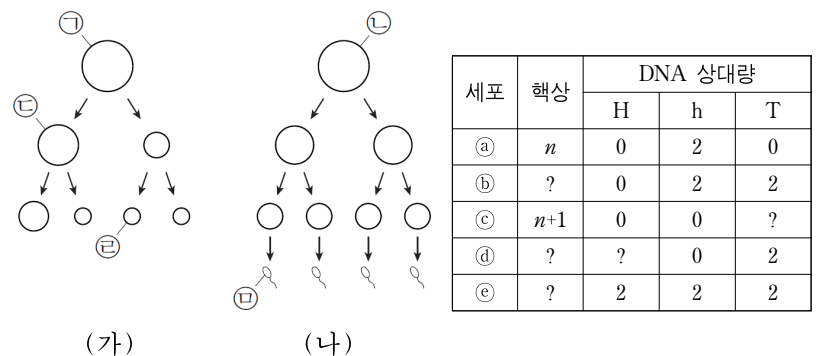 ㉠ ㉡
㉢
㉣
㉤
(가) (나)
세포 핵상 DNA 상대량
H h T
ⓐ n 0 2 0
ⓑ ? 0 2 2
ⓒ n+1 0 0 ?
ⓓ ? ? 0 2
ⓔ ? 2 2 2